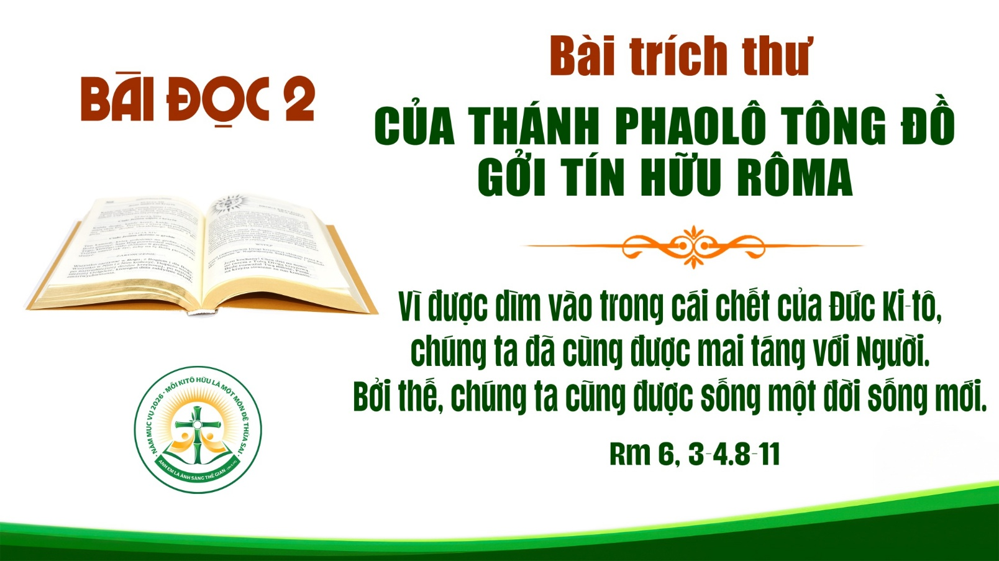 BÀI ĐỌC 2
Bài trích thư
CỦA THÁNH PHAOLÔ TÔNG ĐỒ
GỞI TÍN HỮU RÔMA
Vì được dìm vào trong cái chết của Đức Ki-tô,
chúng ta đã cùng được mai táng với Người.
Bởi thế, chúng ta cũng được sống một đời sống mới.
Rm 6, 3-4.8-11
• NĂM MỤC VỤ 2026 • MỖI KITÔ HỮU LÀ MỘT MÔN ĐỆ THỪA SAI •
ANH EM LÀ ÁNH SÁNG THẾ GIAN
WSTĘP
ZAKOŃCZENIE